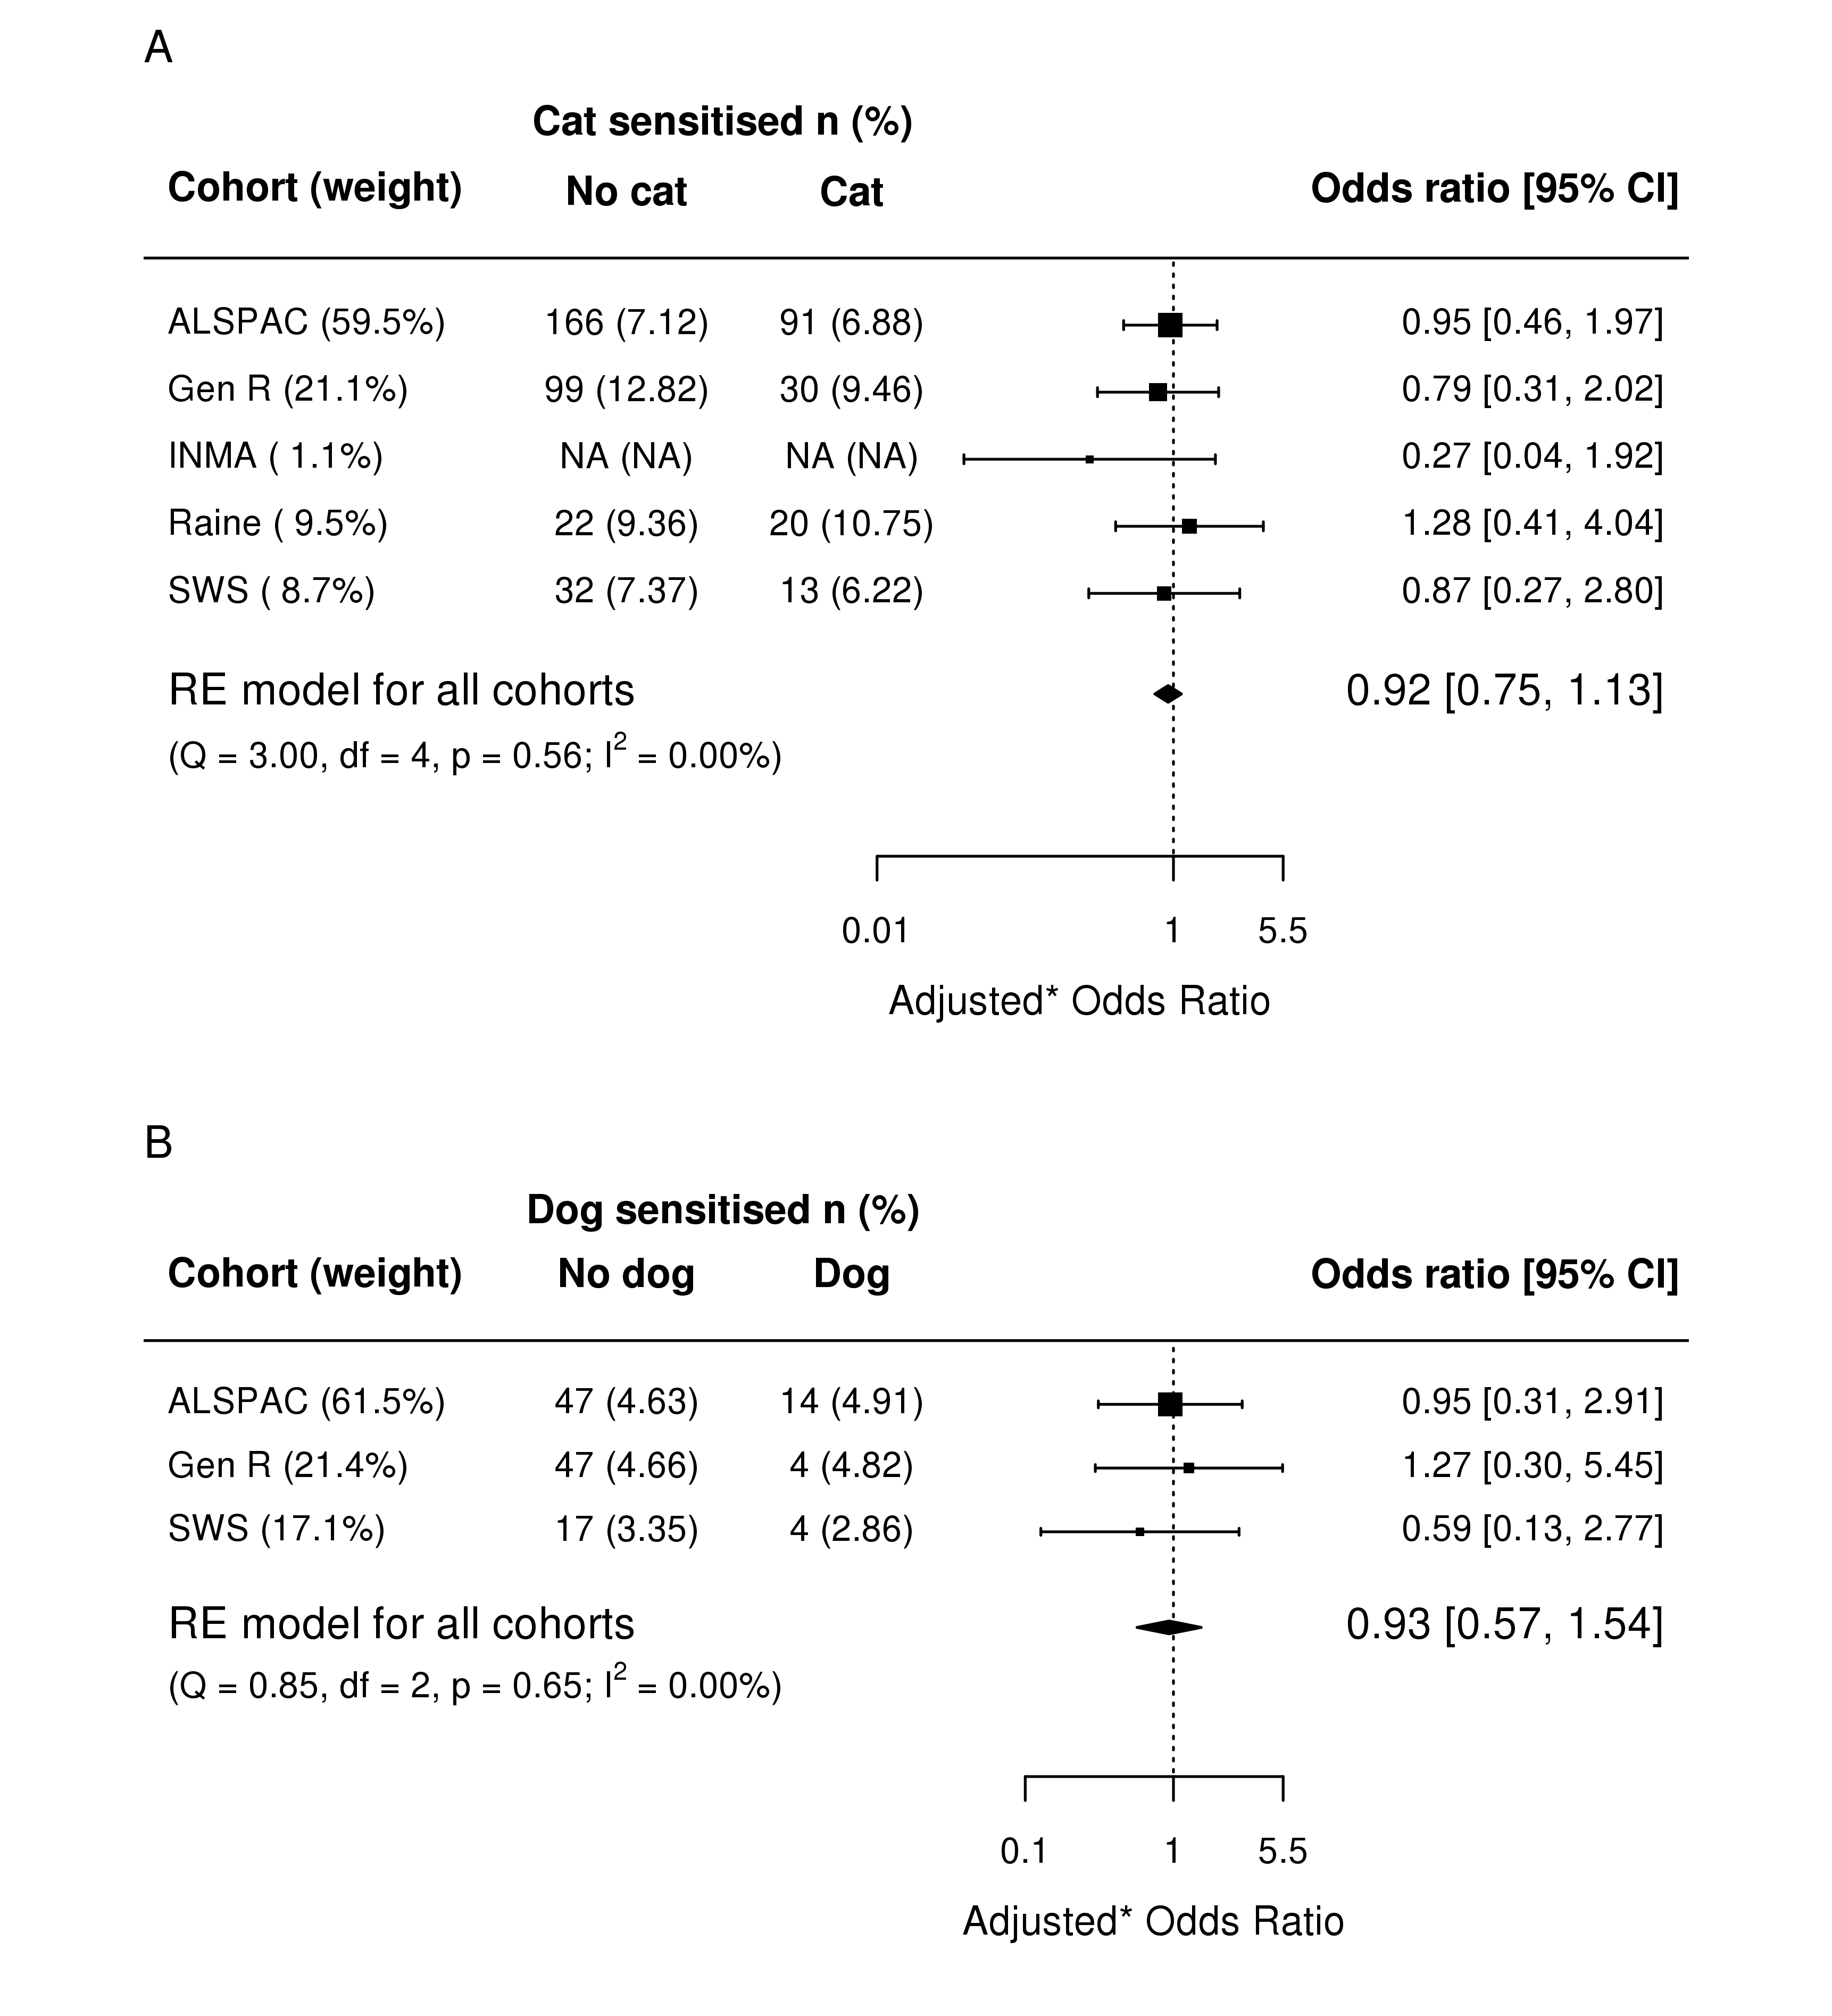 A
Cat sensitised n (%)
Cohort (weight) No cat Cat Odds ratio [95% CI]
ALSPAC (59.5%) 166 (7.12) 91 (6.88) 0.95 [0.46, 1.97]
Gen R (21.1%) 99 (12.82) 30 (9.46) 0.79 [0.31, 2.02]
INMA ( 1.1%) NA (NA) NA (NA) 0.27 [0.04, 1.92]
Raine ( 9.5%) 22 (9.36) 20 (10.75) 1.28 [0.41, 4.04]
SWS ( 8.7%) 32 (7.37) 13 (6.22) 0.87 [0.27, 2.80]
RE model for all cohorts 0.92 [0.75, 1.13]
(Q = 3.00, df = 4, p = 0.56; I² = 0.00%)
0.01 1 5.5
Adjusted* Odds Ratio
B
Dog sensitised n (%)
Cohort (weight) No dog Dog Odds ratio [95% CI]
ALSPAC (61.5%) 47 (4.63) 14 (4.91) 0.95 [0.31, 2.91]
Gen R (21.4%) 47 (4.66) 4 (4.82) 1.27 [0.30, 5.45]
SWS (17.1%) 17 (3.35) 4 (2.86) 0.59 [0.13, 2.77]
RE model for all cohorts 0.93 [0.57, 1.54]
(Q = 0.85, df = 2, p = 0.65; I² = 0.00%)
0.1 1 5.5
Adjusted* Odds Ratio